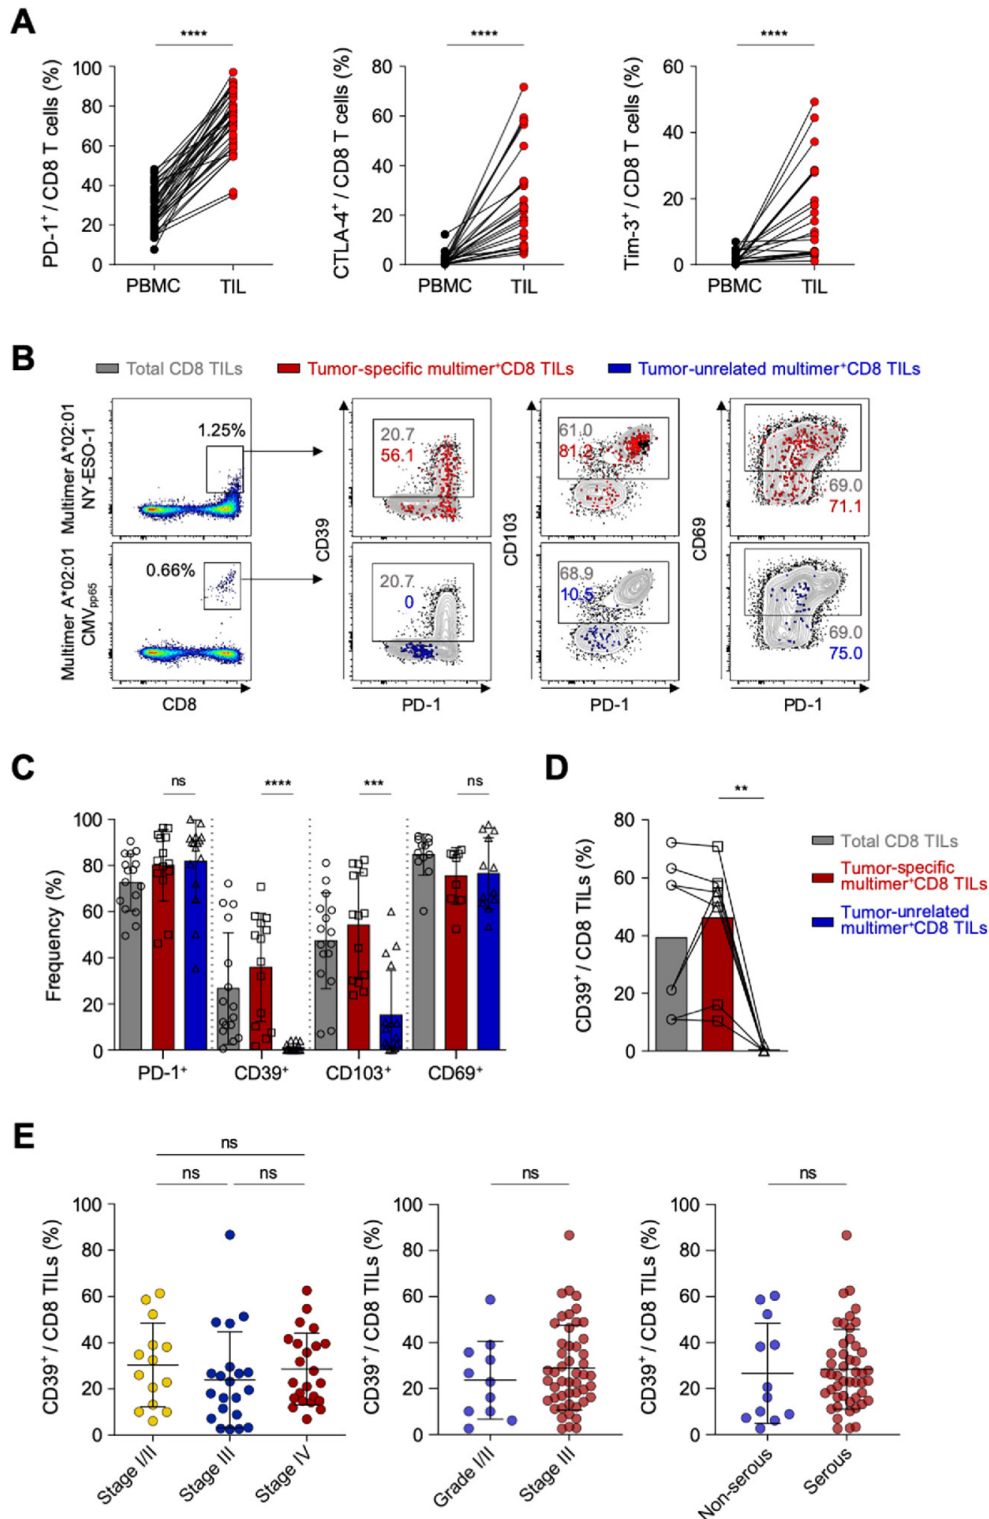 A
****
****
****
PD-1+ / CD8 T cells (%)
100
80
60
40
20
0
PBMC
TIL
CTLA-4+ / CD8 T cells (%)
80
60
40
20
0
PBMC
TIL
Tim-3+ / CD8 T cells (%)
60
40
20
0
PBMC
TIL
B
Total CD8 TILs
Tumor-specific multimer+CD8 TILs
Tumor-unrelated multimer+CD8 TILs
Multimer A*02:01
NY-ESO-1
1.25%
CD39
20.7
56.1
CD103
61.0
81.2
CD69
69.0
71.1
Multimer A*02:01
CMVpp65
0.66%
20.7
0
68.9
10.5
69.0
75.0
CD8
PD-1
PD-1
PD-1
C
ns
****
***
ns
Frequency (%)
100
80
60
40
20
0
PD-1+
CD39+
CD103+
CD69+
D
**
CD39+ / CD8 TILs (%)
80
60
40
20
0
Total CD8 TILs
Tumor-specific
multimer+CD8 TILs
Tumor-unrelated
multimer+CD8 TILs
E
ns
ns
ns
CD39+ / CD8 TILs (%)
100
80
60
40
20
0
Stage I/II
Stage III
Stage IV
ns
CD39+ / CD8 TILs (%)
100
80
60
40
20
0
Grade I/II
Stage III
ns
CD39+ / CD8 TILs (%)
100
80
60
40
20
0
Non-serous
Serous